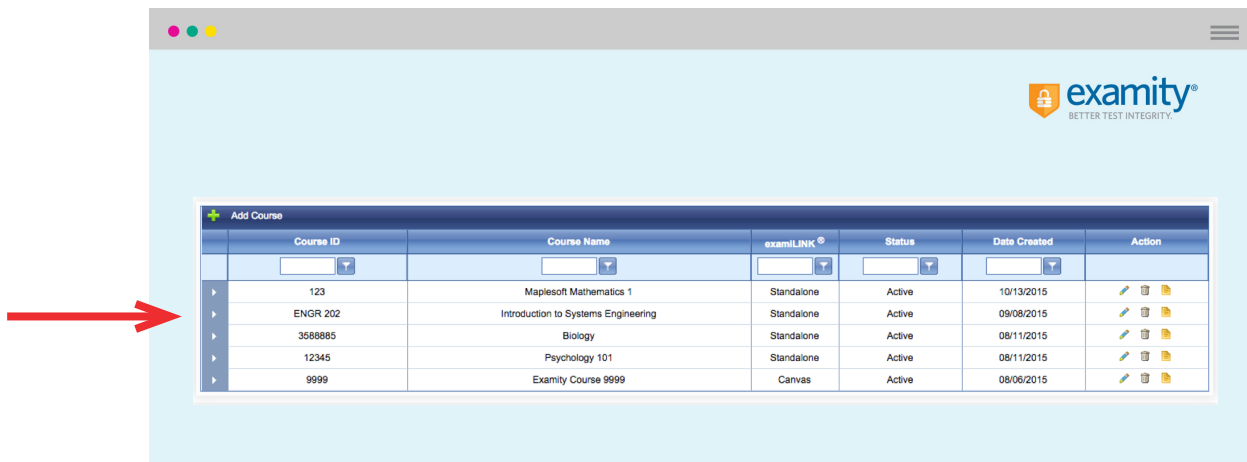 examity®
BETTER TEST INTEGRITY.
Add Course
Course ID Course Name examiLINK® Status Date Created Action
123 Maplesoft Mathematics 1 Standalone Active 10/13/2015
ENGR 202 Introduction to Systems Engineering Standalone Active 09/08/2015
3588885 Biology Standalone Active 08/11/2015
12345 Psychology 101 Standalone Active 08/11/2015
9999 Examity Course 9999 Canvas Active 08/06/2015